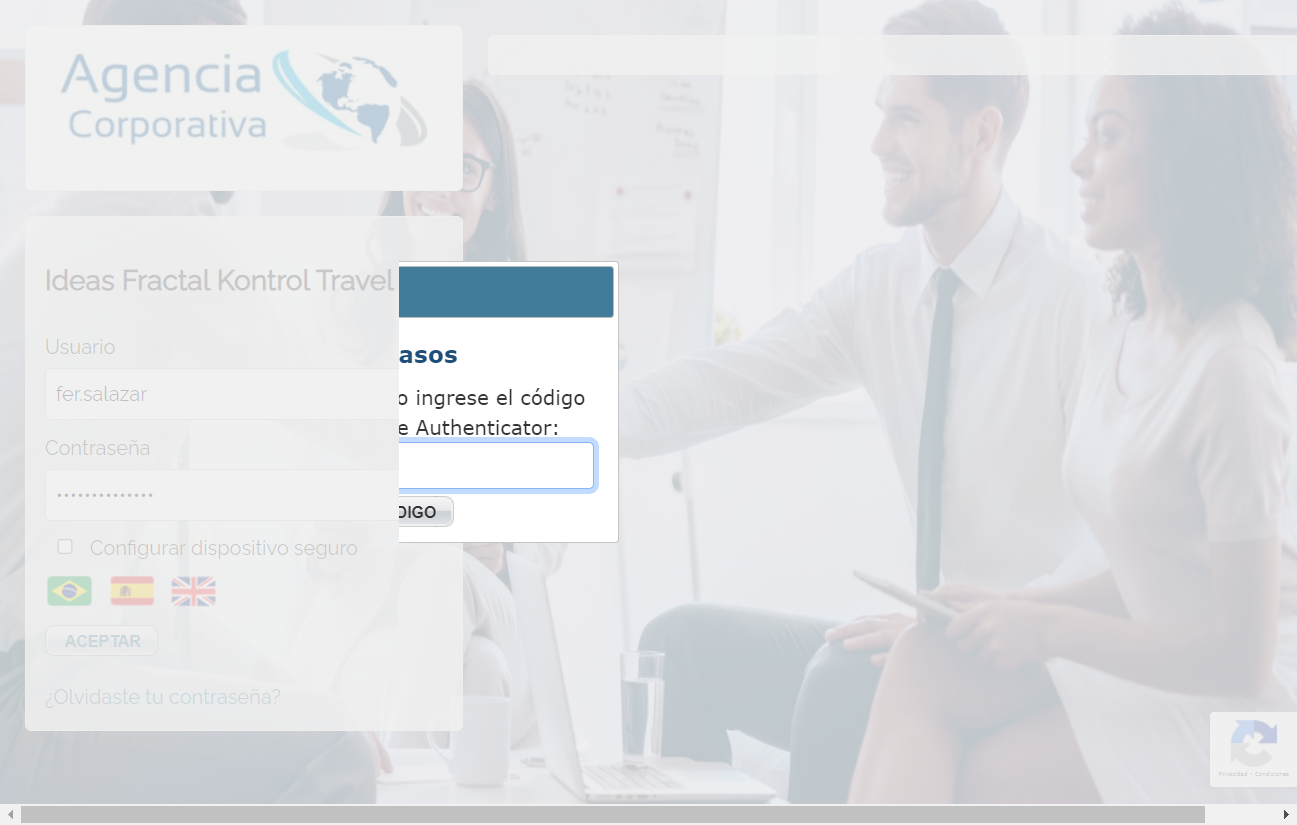 Agencia
Corporativa
Ideas Fractal Kontrol Travel
Usuario
fer.salazar
asos
o ingrese el código
e Authenticator:
Contraseña
••••••••••••••
DIGO
Configurar dispositivo seguro
ACEPTAR
¿Olvidaste tu contraseña?
Privacidad - Condiciones